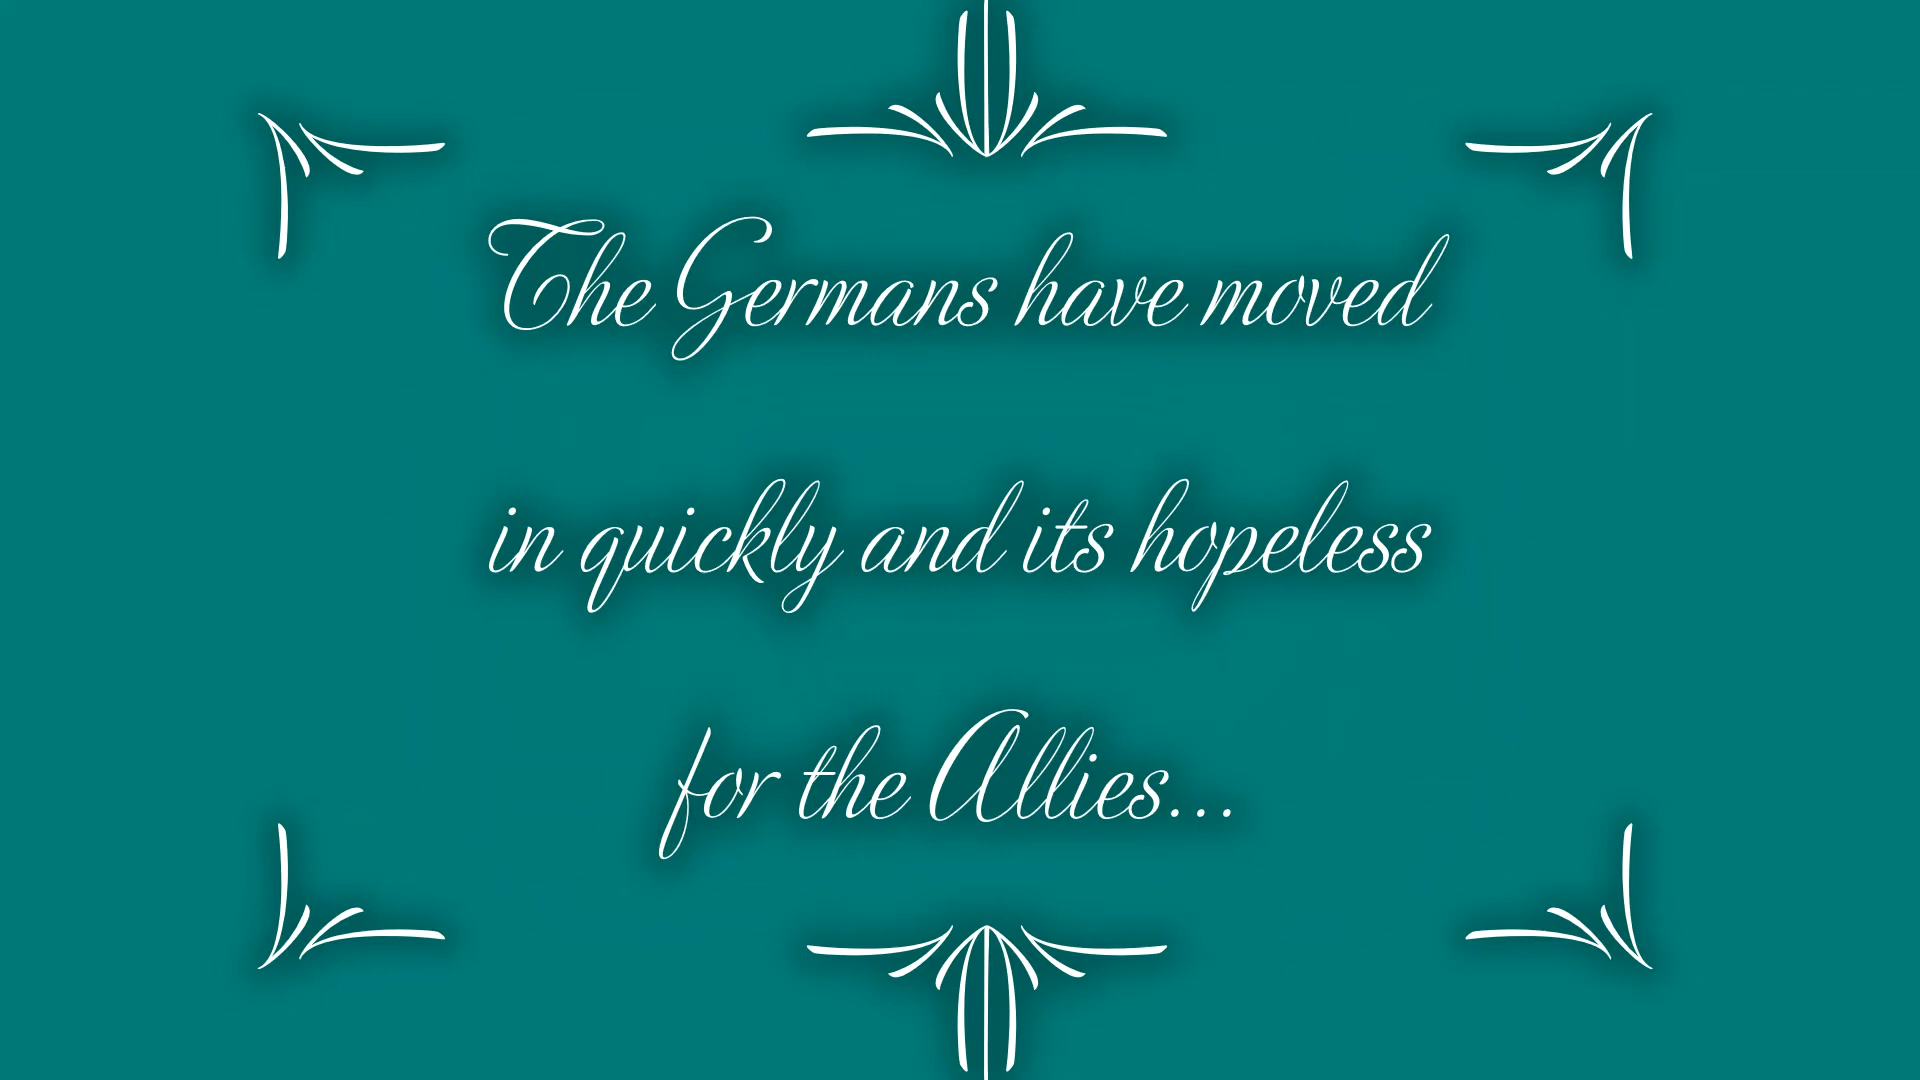 The Germans have moved
in quickly and its hopeless
for the Allies...